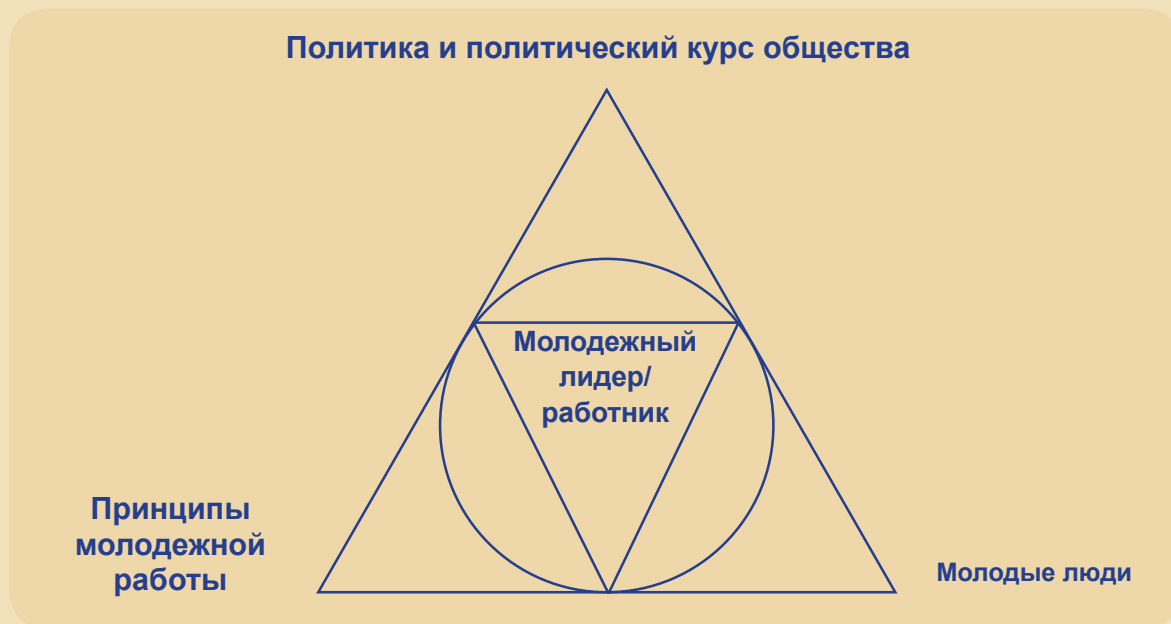 Политика и политический курс общества
Молодежный
лидер/
работник
Принципы
молодежной
работы
Молодые люди